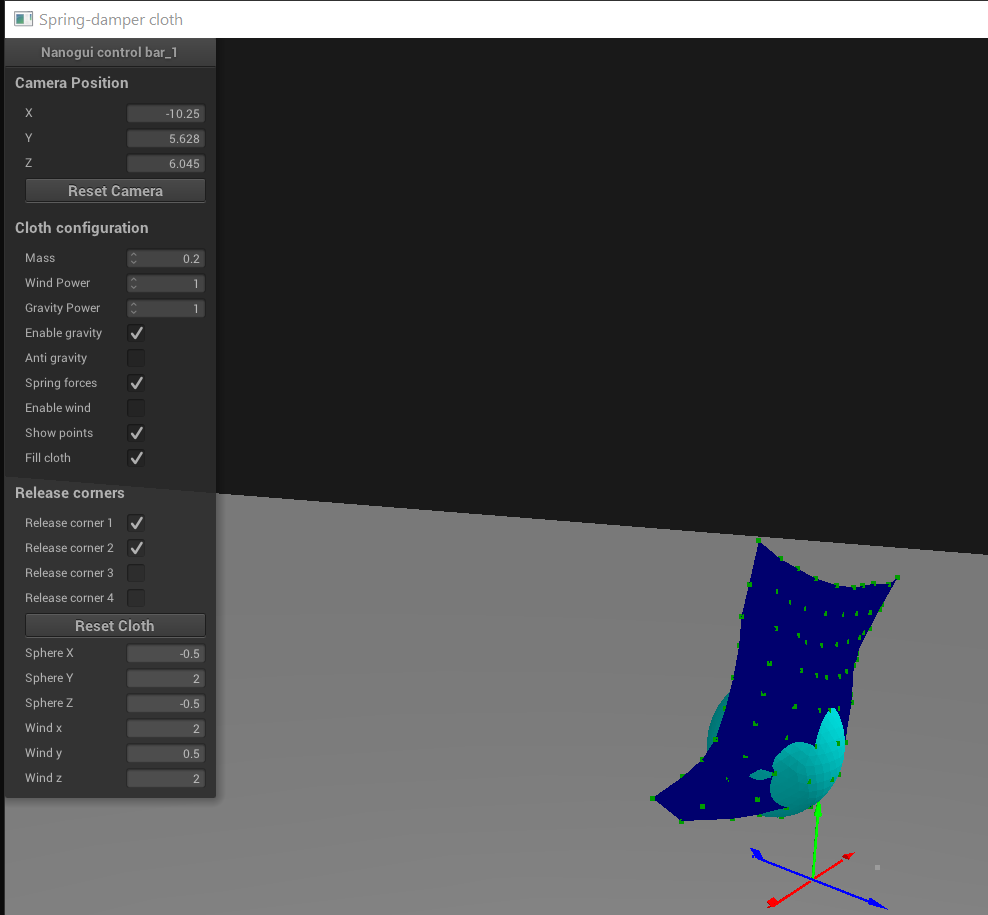 Spring-damper cloth
Nanogui control bar_1
Camera Position
X -10.25
Y 5.628
Z 6.045
Reset Camera
Cloth configuration
Mass 0.2
Wind Power 1
Gravity Power 1
Enable gravity
Anti gravity
Spring forces
Enable wind
Show points
Fill cloth
Release corners
Release corner 1
Release corner 2
Release corner 3
Release corner 4
Reset Cloth
Sphere X -0.5
Sphere Y 2
Sphere Z -0.5
Wind x 2
Wind y 0.5
Wind z 2